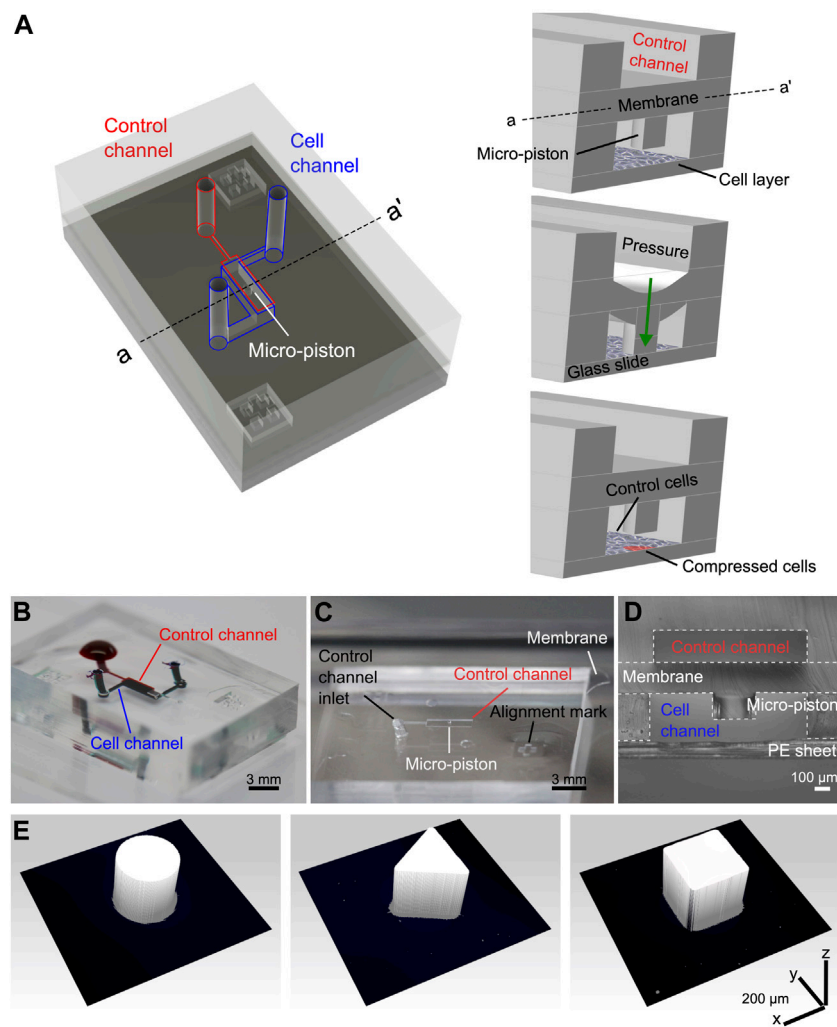 A
Control
channel
Cell
channel
a'
a
Micro-piston
Control
channel
a'
Membrane
a
Micro-piston
Cell layer
Pressure
Glass slide
Control cells
Compressed cells
B
Control channel
Cell channel
3 mm
C
Membrane
Control
channel
inlet
Control channel
Alignment mark
Micro-piston
3 mm
D
Control channel
Membrane
Micro-piston
Cell
channel
PE sheet
100 µm
E
z
y
200 µm
x